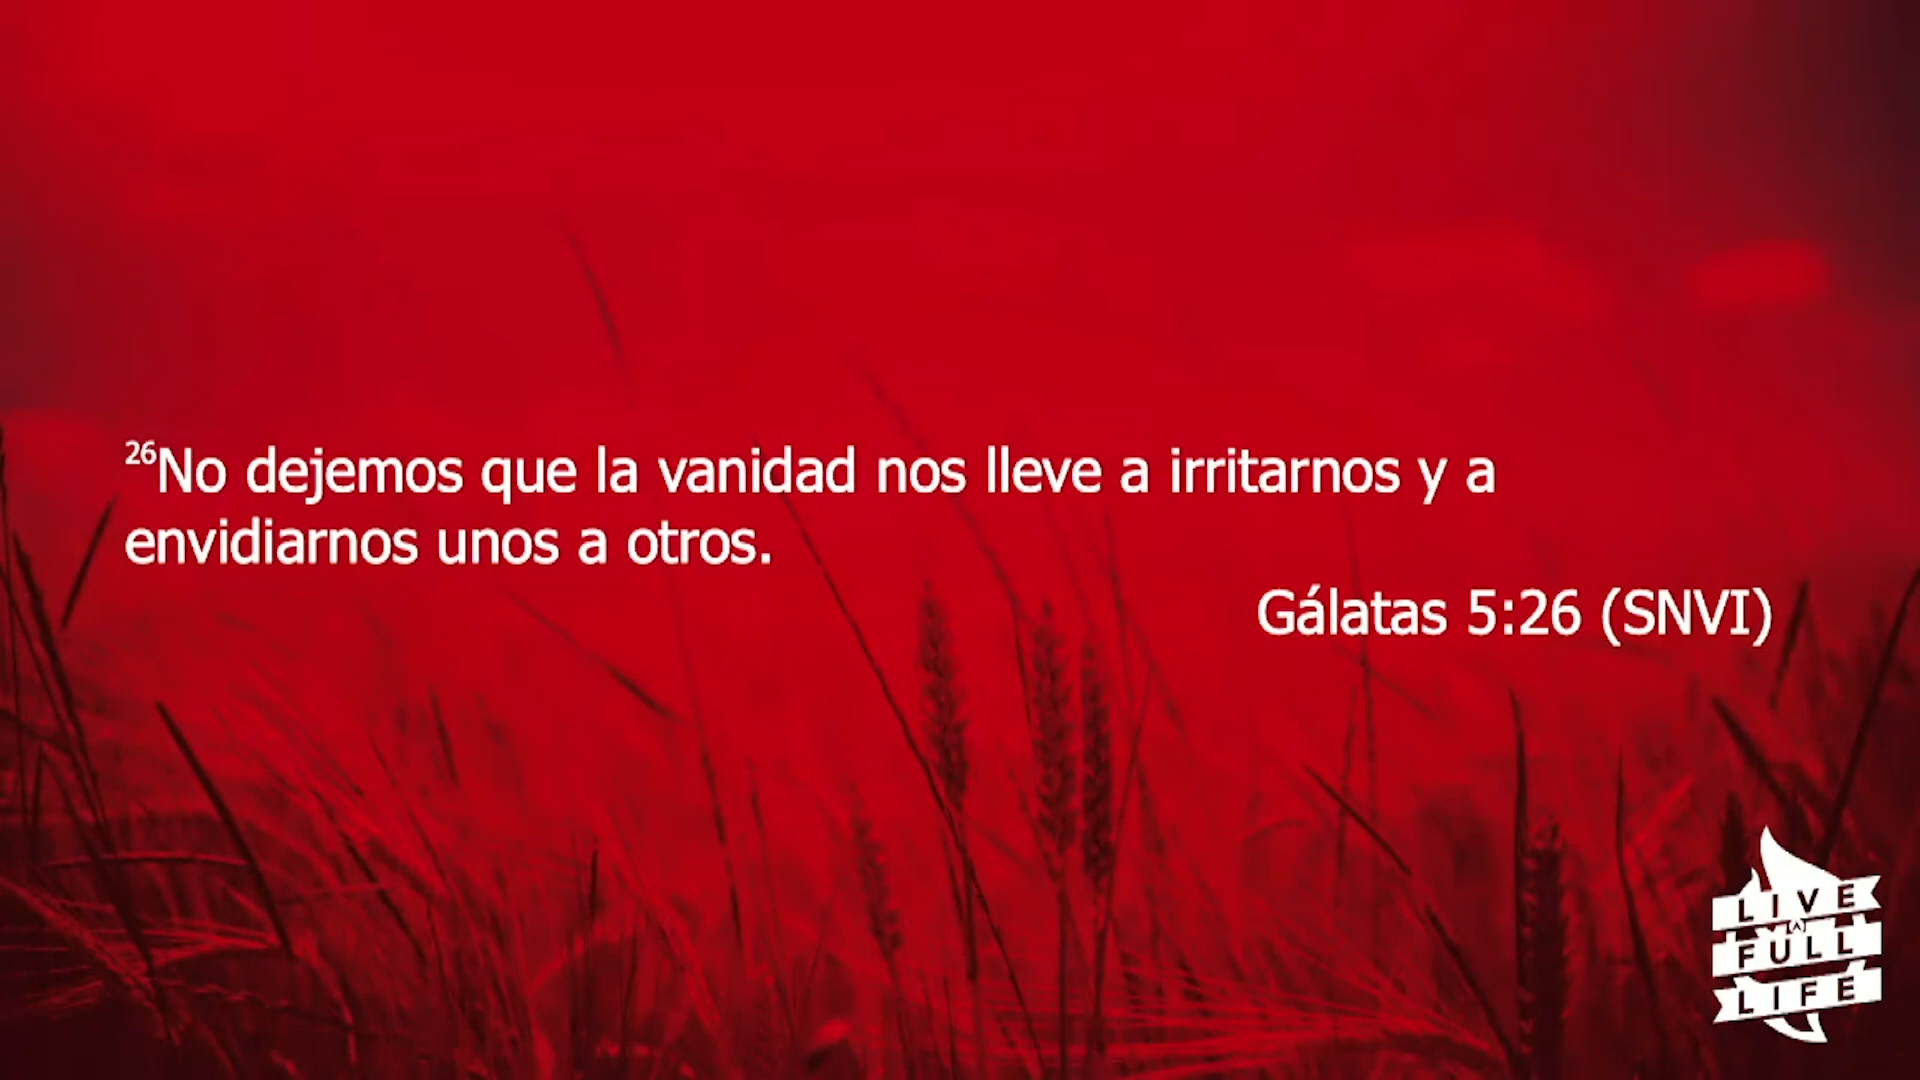 26No dejemos que la vanidad nos lleve a irritarnos y a
envidiarnos unos a otros.
Gálatas 5:26 (SNVI)
LIVE
A
FULL
LIFE